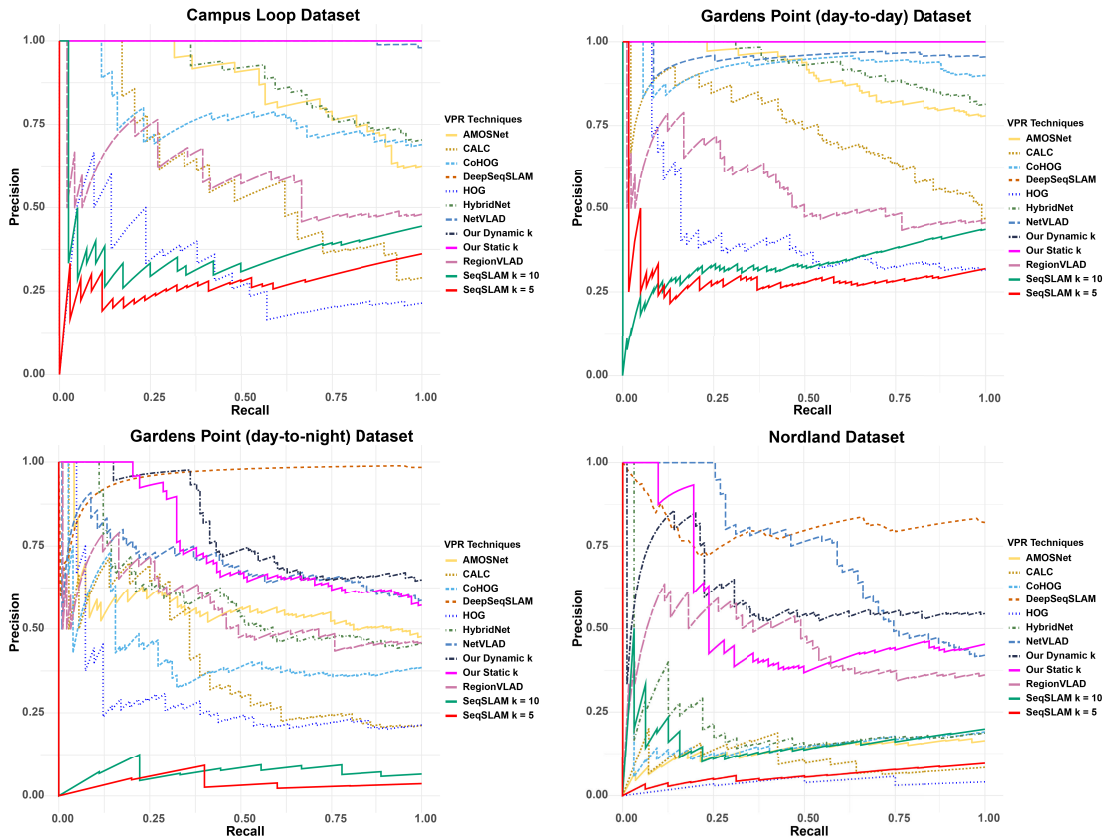 Campus Loop Dataset
1.00
0.75
0.50
0.25
0.00
Precision
0.00 0.25 0.50 0.75 1.00
Recall
VPR Techniques
AMOSNet
CALC
CoHOG
DeepSeqSLAM
HOG
HybridNet
NetVLAD
Our Dynamic k
Our Static k
RegionVLAD
SeqSLAM k = 10
SeqSLAM k = 5
Gardens Point (day-to-day) Dataset
1.00
0.75
0.50
0.25
0.00
Precision
0.00 0.25 0.50 0.75 1.00
Recall
VPR Techniques
AMOSNet
CALC
CoHOG
DeepSeqSLAM
HOG
HybridNet
NetVLAD
Our Dynamic k
Our Static k
RegionVLAD
SeqSLAM k = 10
SeqSLAM k = 5
Gardens Point (day-to-night) Dataset
1.00
0.75
0.50
0.25
0.00
Precision
0.00 0.25 0.50 0.75 1.00
Recall
VPR Techniques
AMOSNet
CALC
CoHOG
DeepSeqSLAM
HOG
HybridNet
NetVLAD
Our Dynamic k
Our Static k
RegionVLAD
SeqSLAM k = 10
SeqSLAM k = 5
Nordland Dataset
1.00
0.75
0.50
0.25
0.00
Precision
0.00 0.25 0.50 0.75 1.00
Recall
VPR Techniques
AMOSNet
CALC
CoHOG
DeepSeqSLAM
HOG
HybridNet
NetVLAD
Our Dynamic k
Our Static k
RegionVLAD
SeqSLAM k = 10
SeqSLAM k = 5